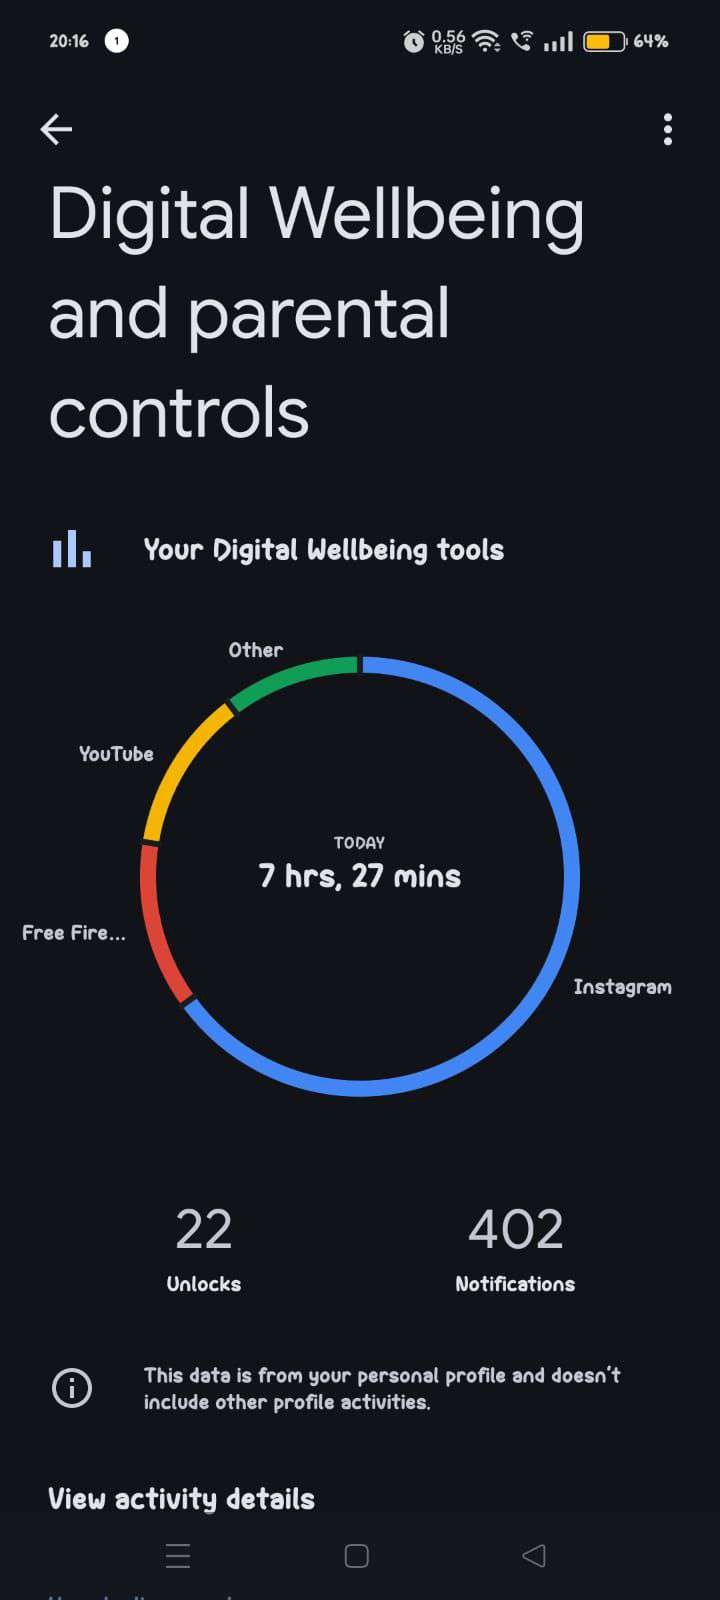 20:16 1 0.56 KB/S 64%
Digital Wellbeing
and parental
controls
Your Digital Wellbeing tools
Other
YouTube
TODAY
7 hrs, 27 mins
Free Fire...
Instagram
22 402
Unlocks Notifications
This data is from your personal profile and doesn't
include other profile activities.
View activity details